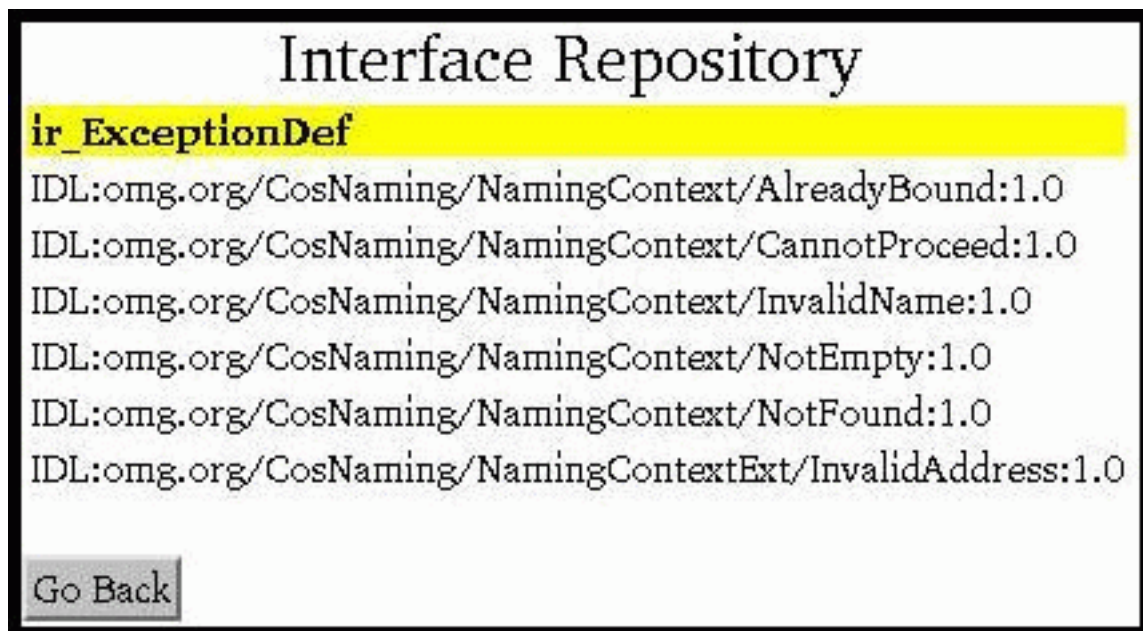 Interface Repository
ir_ExceptionDef
IDL:omg.org/CosNaming/NamingContext/AlreadyBound:1.0
IDL:omg.org/CosNaming/NamingContext/CannotProceed:1.0
IDL:omg.org/CosNaming/NamingContext/InvalidName:1.0
IDL:omg.org/CosNaming/NamingContext/NotEmpty:1.0
IDL:omg.org/CosNaming/NamingContext/NotFound:1.0
IDL:omg.org/CosNaming/NamingContextExt/InvalidAddress:1.0
Go Back